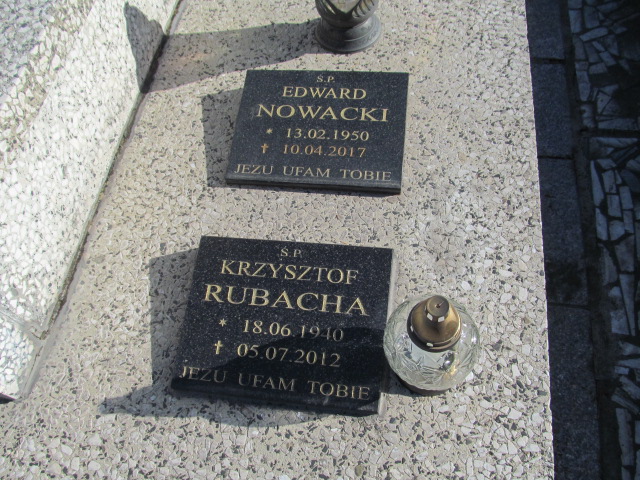 Ś.P.
EDWARD
NOWACKI
* 13.02.1950
† 10.04.2017
JEZU UFAM TOBIE
Ś.P.
KRZYSZTOF
RUBACHA
* 18.06.1940
† 05.07.2012
JEZU UFAM TOBIE